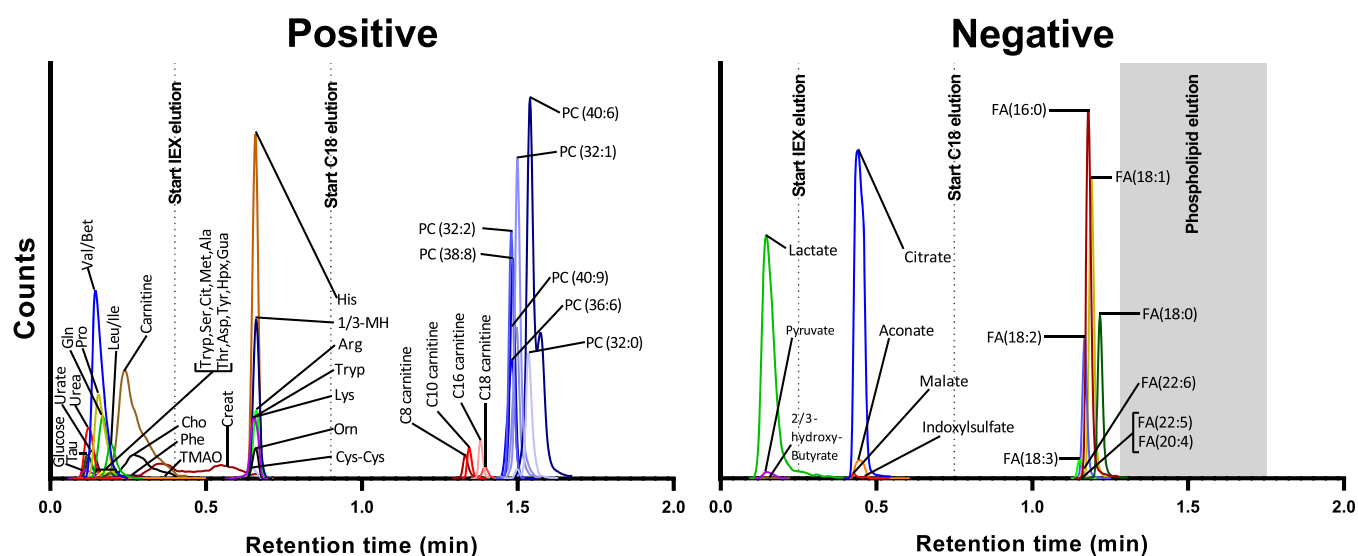 Positive
Counts
Start IEX elution
Start C18 elution
Glucose
Tau
Urate
Urea
Gln
Pro
Val/Bet
Leu/Ile
Carnitine
Tryp,Ser,Cit,Met,Ala
Thr,Asp,Tyr,Hpx,Gua
Cho
Phe
TMAO
Creat
His
1/3-MH
Arg
Tryp
Lys
Orn
Cys-Cys
C8 carnitine
C10 carnitine
C16 carnitine
C18 carnitine
PC (40:6)
PC (32:1)
PC (32:2)
PC (38:8)
PC (40:9)
PC (36:6)
PC (32:0)
0.0 0.5 1.0 1.5 2.0
Retention time (min)
Negative
Start IEX elution
Start C18 elution
Phospholipid elution
Lactate
Pyruvate
2/3-
hydroxy-
Butyrate
Citrate
Aconate
Malate
Indoxylsulfate
FA(16:0)
FA(18:1)
FA(18:0)
FA(18:2)
FA(22:6)
FA(22:5)
FA(20:4)
FA(18:3)
0.0 0.5 1.0 1.5 2.0
Retention time (min)